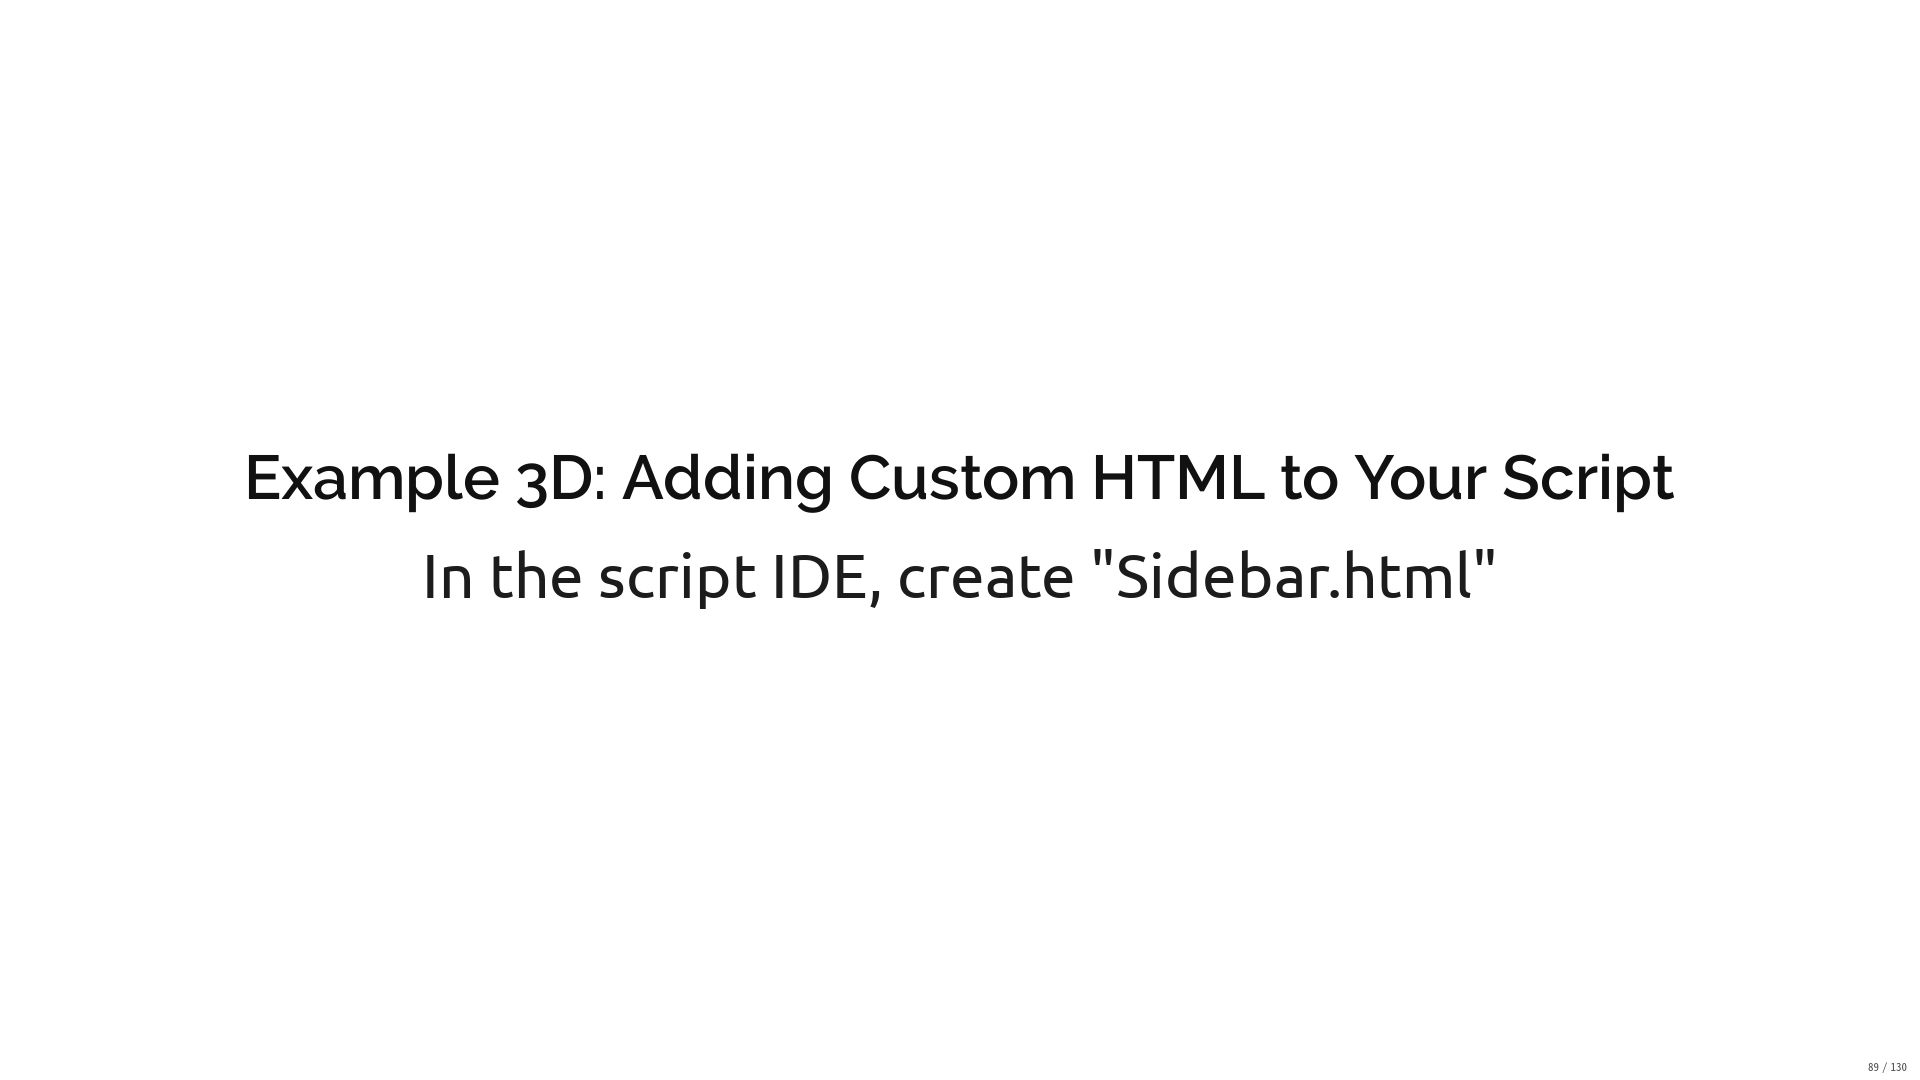 Example 3D: Adding Custom HTML to Your Script
In the script IDE, create "Sidebar.html"
89 / 130